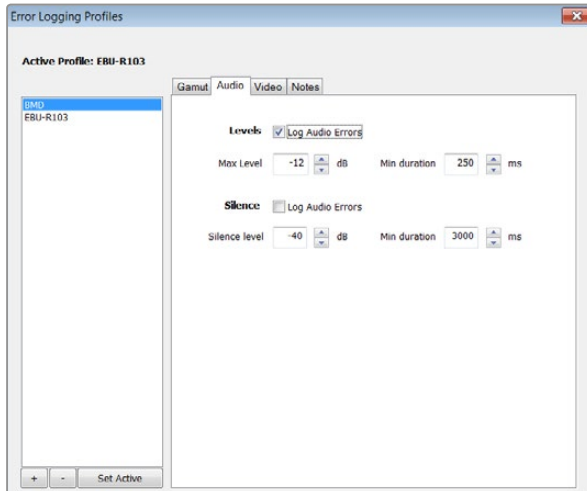 Error Logging Profiles
Active Profile: EBU-R103
Gamut Audio Video Notes
BMD
EBU-R103
Levels Log Audio Errors
Max Level -12 dB Min duration 250 ms
Silence Log Audio Errors
Silence level -40 dB Min duration 3000 ms
+ - Set Active